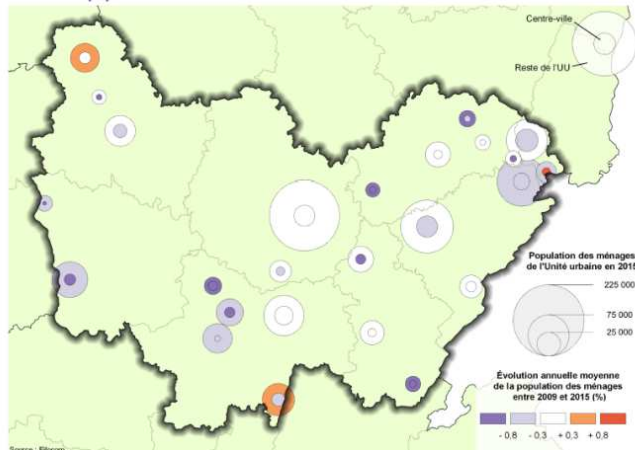 Centre-ville
Reste de l'UU
Population des ménages
de l'Unité urbaine en 2015
225 000
75 000
25 000
Évolution annuelle moyenne
de la population des ménages
entre 2009 et 2015 (%)
- 0,8 - 0,3 + 0,3 + 0,8
Source : Filocom